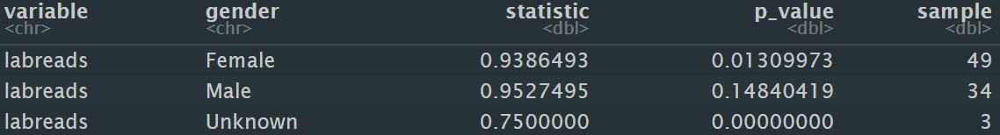 variable gender statistic p_value sample
<chr> <chr> <dbl> <dbl> <dbl>
labreads Female 0.9386493 0.01309973 49
labreads Male 0.9527495 0.14840419 34
labreads Unknown 0.7500000 0.00000000 3